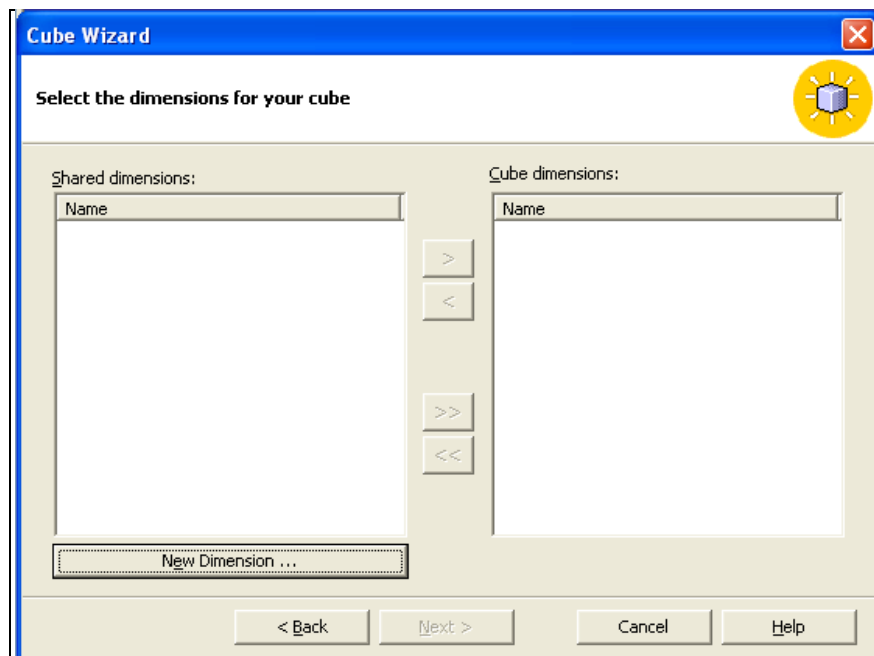 Cube Wizard
Select the dimensions for your cube
Shared dimensions:
Cube dimensions:
Name
Name
>
<
>>
<<
New Dimension ...
< Back
Next >
Cancel
Help